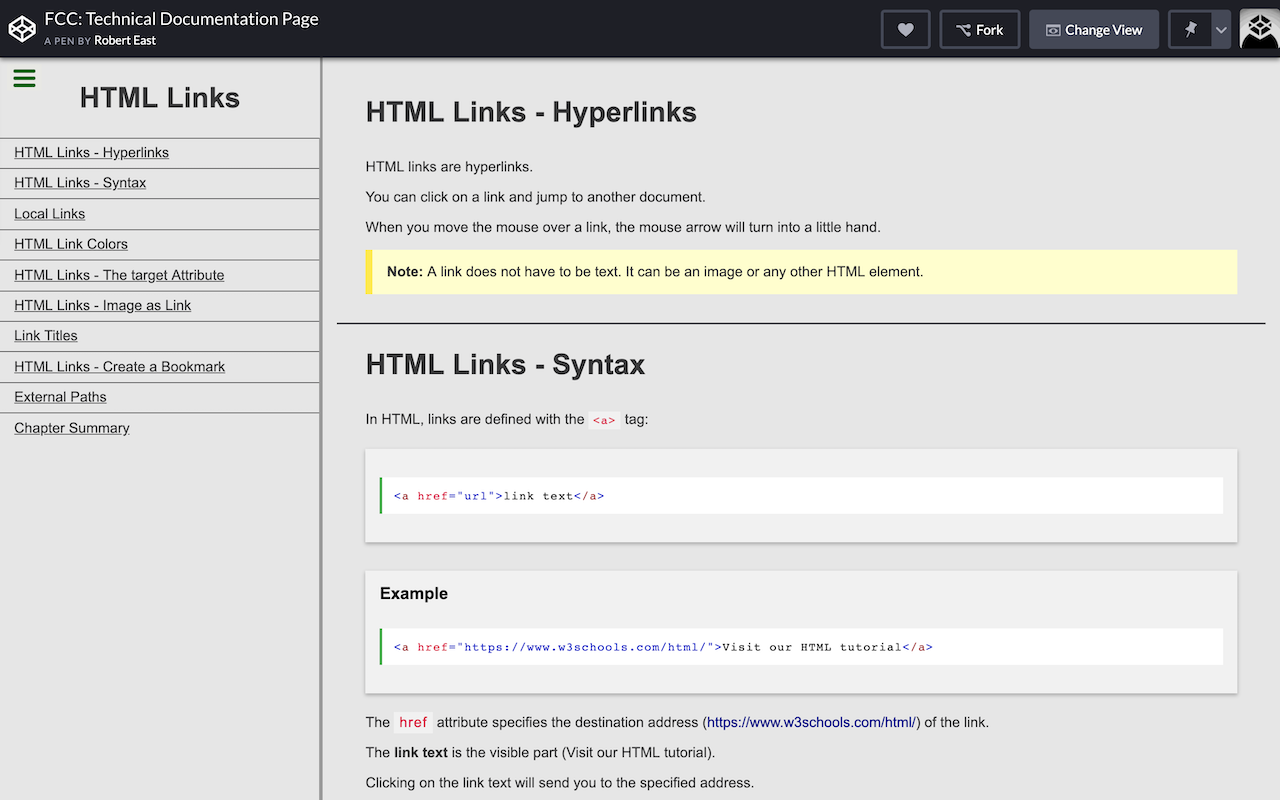 FCC: Technical Documentation Page
A PEN BY Robert East
Fork
Change View
HTML Links
HTML Links - Hyperlinks
HTML Links - Syntax
Local Links
HTML Link Colors
HTML Links - The target Attribute
HTML Links - Image as Link
Link Titles
HTML Links - Create a Bookmark
External Paths
Chapter Summary
HTML Links - Hyperlinks
HTML links are hyperlinks.
You can click on a link and jump to another document.
When you move the mouse over a link, the mouse arrow will turn into a little hand.
Note: A link does not have to be text. It can be an image or any other HTML element.
HTML Links - Syntax
In HTML, links are defined with the <a> tag:
<a href="url">link text</a>
Example
<a href="https://www.w3schools.com/html/">Visit our HTML tutorial</a>
The href attribute specifies the destination address (https://www.w3schools.com/html/) of the link.
The link text is the visible part (Visit our HTML tutorial).
Clicking on the link text will send you to the specified address.